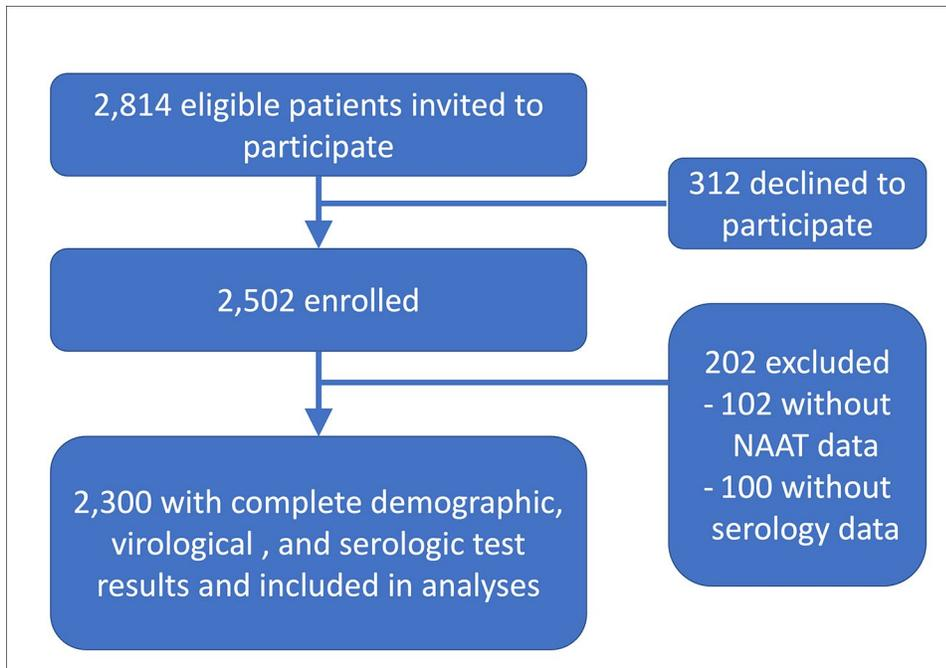 2,814 eligible patients invited to
participate
312 declined to
participate
2,502 enrolled
202 excluded
- 102 without
NAAT data
- 100 without
serology data
2,300 with complete demographic,
virological , and serologic test
results and included in analyses